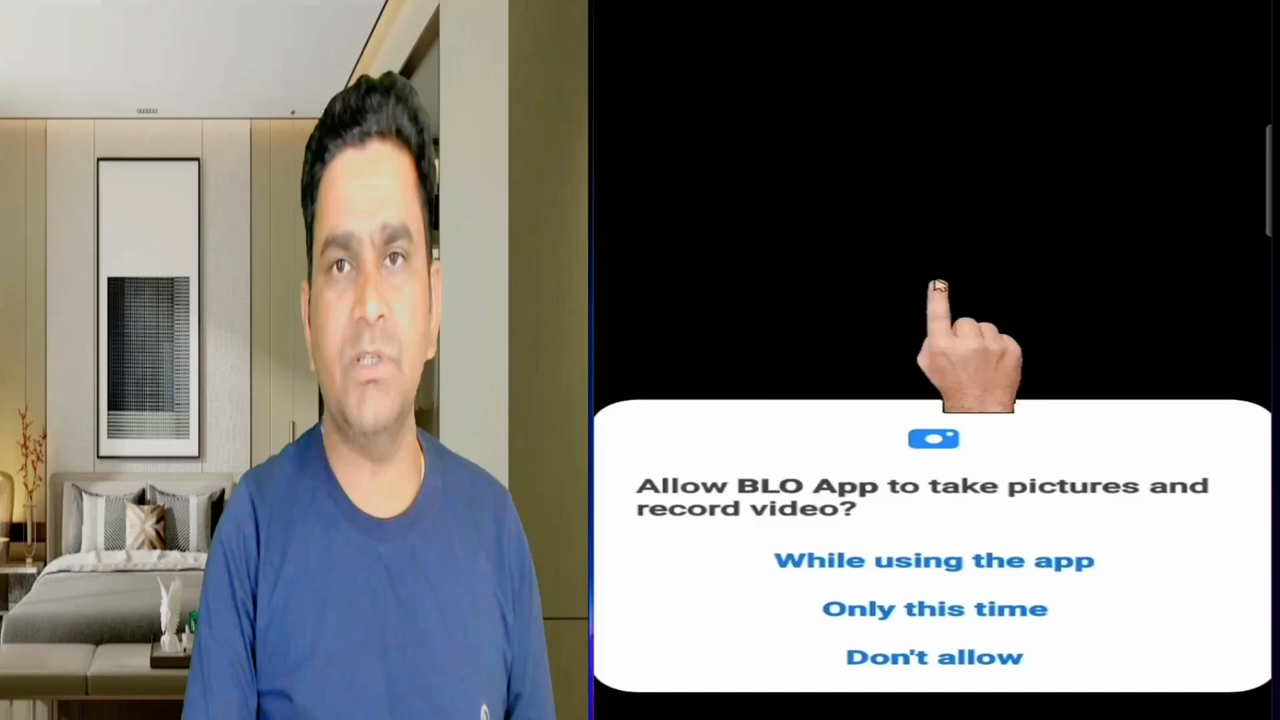 Allow BLO App to take pictures and
record video?
While using the app
Only this time
Don't allow